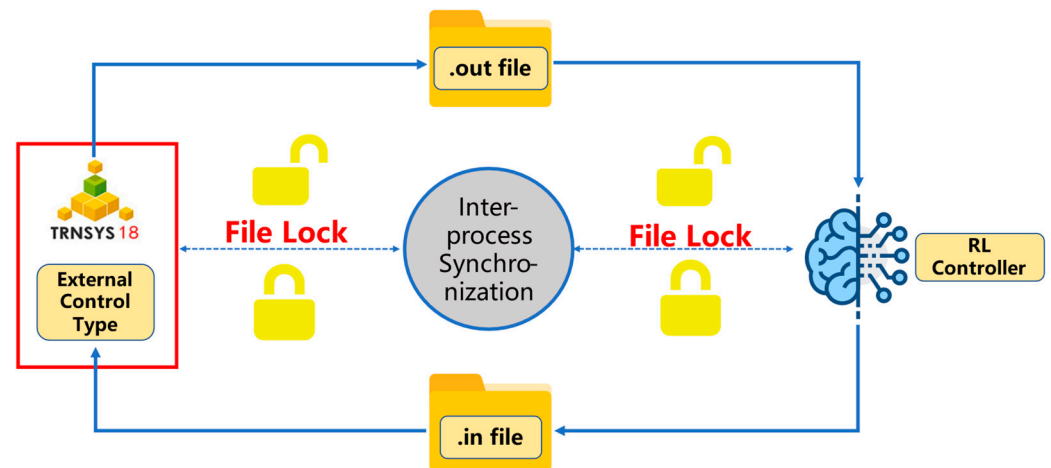 .out file
TRNSYS 18
External
Control
Type
File Lock
Inter-
process
Synchro-
nization
File Lock
RL
Controller
.in file